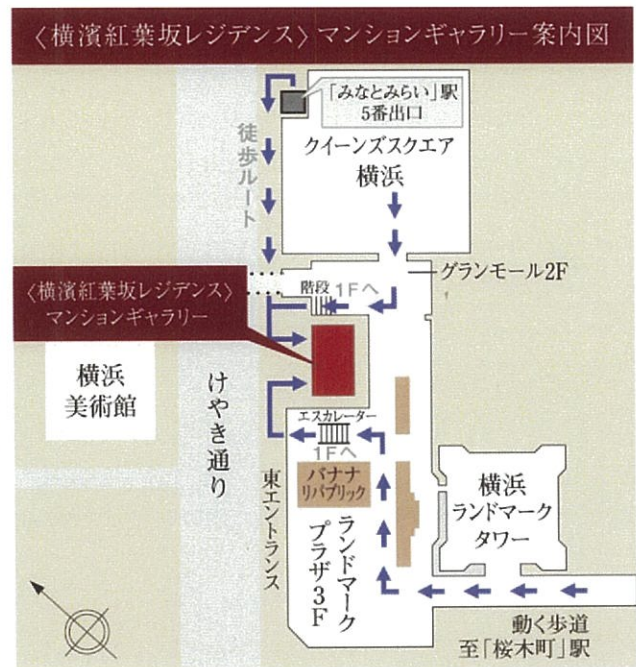 〈横濱紅葉坂レジデンス〉マンションギャラリー案内図
「みなとみらい」駅
5番出口
クイーンズスクエア
横浜
徒歩ルート
グランモール2F
階段
1Fへ
〈横濱紅葉坂レジデンス〉
マンションギャラリー
横浜
美術館
けやき通り
エスカレーター
1Fへ
バナナ
リパブリック
東エントランス
ランドマーク
プラザ3F
横浜
ランドマーク
タワー
動く歩道
至「桜木町」駅